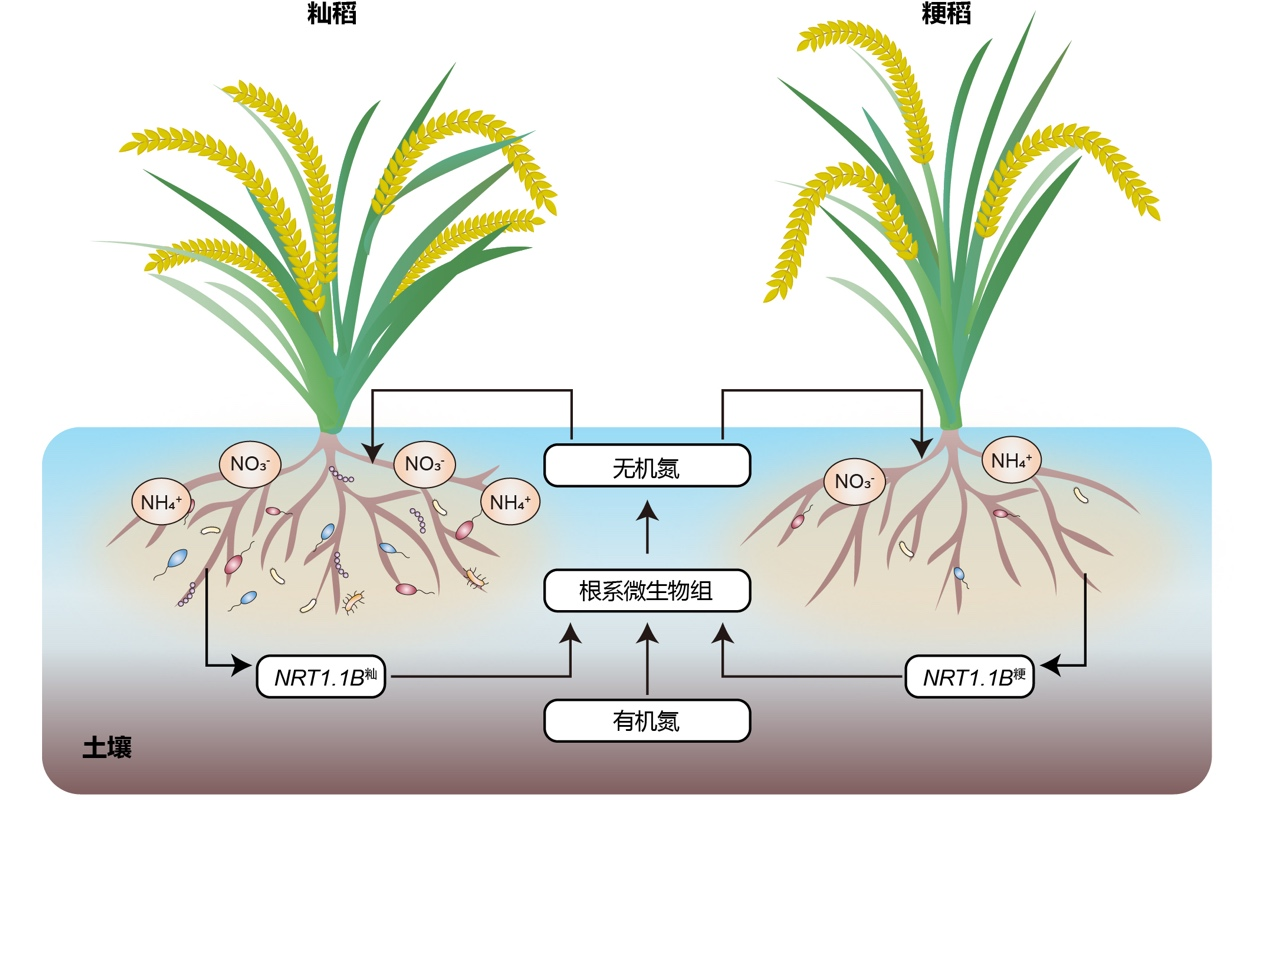 籼稻
粳稻
NO₃⁻
NO₃⁻
NH₄⁺
NH₄⁺
无机氮
NO₃⁻
NH₄⁺
根系微生物组
NRT1.1B籼
NRT1.1B粳
有机氮
土壤